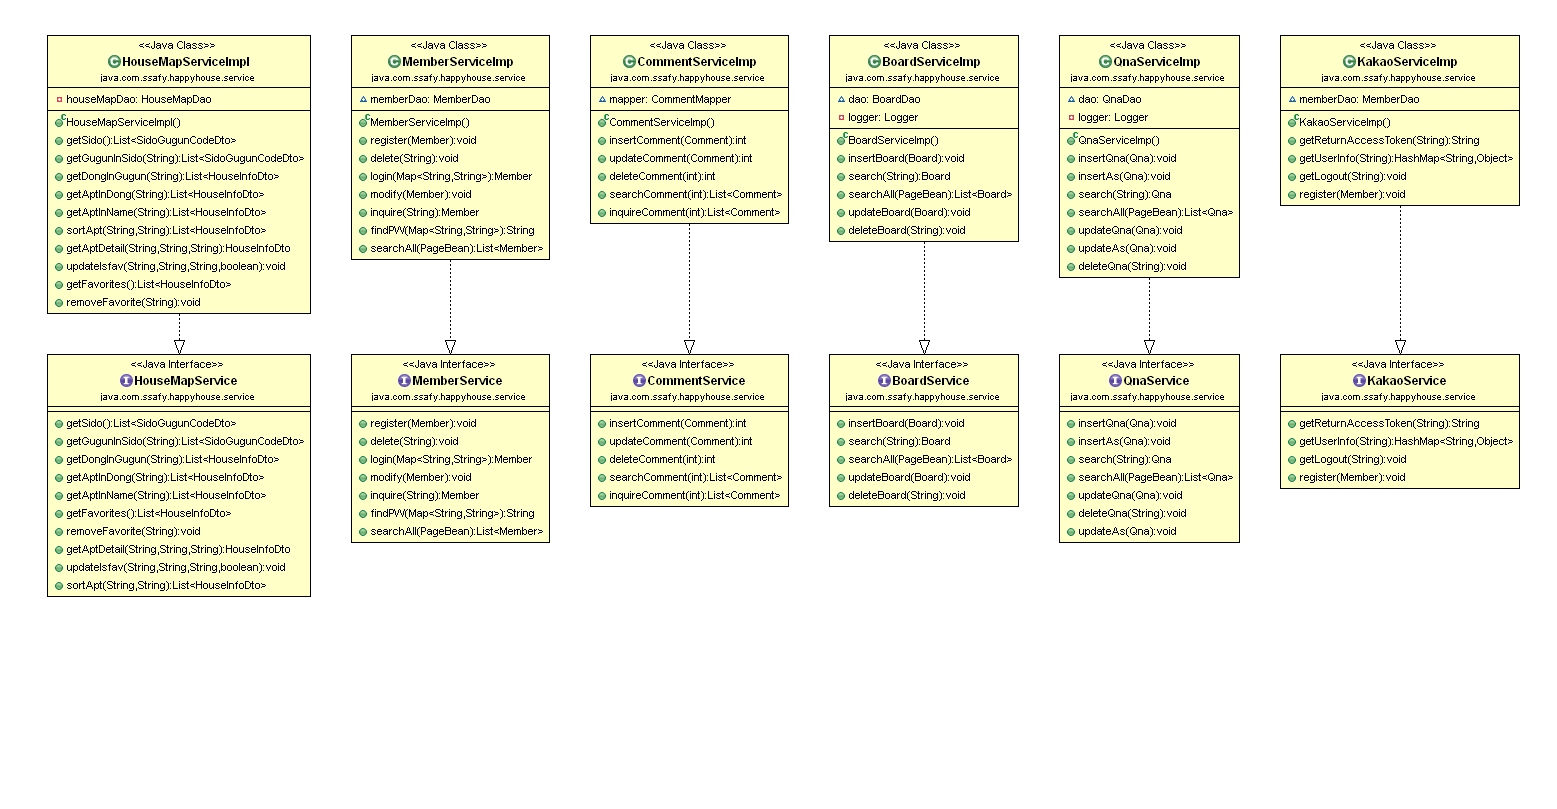 <<Java Class>>
HouseMapServiceImpl
java.com.ssafy.happyhouse.service
houseMapDao: HouseMapDao
HouseMapServiceImpl()
getSido():List<SidoGugunCodeDto>
getGugunInSido(String):List<SidoGugunCodeDto>
getDongInGugun(String):List<HouseInfoDto>
getAptInDong(String):List<HouseInfoDto>
getAptInName(String):List<HouseInfoDto>
sortApt(String,String):List<HouseInfoDto>
getAptDetail(String,String,String):HouseInfoDto
updateIsfav(String,String,String,boolean):void
getFavorites():List<HouseInfoDto>
removeFavorite(String):void
<<Java Class>>
MemberServiceImp
java.com.ssafy.happyhouse.service
memberDao: MemberDao
MemberServiceImp()
register(Member):void
delete(String):void
login(Map<String,String>):Member
modify(Member):void
inquire(String):Member
findPW(Map<String,String>):String
searchAll(PageBean):List<Member>
<<Java Class>>
CommentServiceImp
java.com.ssafy.happyhouse.service
mapper: CommentMapper
CommentServiceImp()
insertComment(Comment):int
updateComment(Comment):int
deleteComment(int):int
searchComment(int):List<Comment>
inquireComment(int):List<Comment>
<<Java Class>>
BoardServiceImp
java.com.ssafy.happyhouse.service
dao: BoardDao
logger: Logger
BoardServiceImp()
insertBoard(Board):void
search(String):Board
searchAll(PageBean):List<Board>
updateBoard(Board):void
deleteBoard(String):void
<<Java Class>>
QnaServiceImp
java.com.ssafy.happyhouse.service
dao: QnaDao
logger: Logger
QnaServiceImp()
insertQna(Qna):void
insertAs(Qna):void
search(String):Qna
searchAll(PageBean):List<Qna>
updateQna(Qna):void
updateAs(Qna):void
deleteQna(String):void
<<Java Class>>
KakaoServiceImp
java.com.ssafy.happyhouse.service
memberDao: MemberDao
KakaoServiceImp()
getReturnAccessToken(String):String
getUserInfo(String):HashMap<String,Object>
getLogout(String):void
register(Member):void
<<Java Interface>>
HouseMapService
java.com.ssafy.happyhouse.service
getSido():List<SidoGugunCodeDto>
getGugunInSido(String):List<SidoGugunCodeDto>
getDongInGugun(String):List<HouseInfoDto>
getAptInDong(String):List<HouseInfoDto>
getAptInName(String):List<HouseInfoDto>
getFavorites():List<HouseInfoDto>
removeFavorite(String):void
getAptDetail(String,String,String):HouseInfoDto
updateIsfav(String,String,String,boolean):void
sortApt(String,String):List<HouseInfoDto>
<<Java Interface>>
MemberService
java.com.ssafy.happyhouse.service
register(Member):void
delete(String):void
login(Map<String,String>):Member
modify(Member):void
inquire(String):Member
findPW(Map<String,String>):String
searchAll(PageBean):List<Member>
<<Java Interface>>
CommentService
java.com.ssafy.happyhouse.service
insertComment(Comment):int
updateComment(Comment):int
deleteComment(int):int
searchComment(int):List<Comment>
inquireComment(int):List<Comment>
<<Java Interface>>
BoardService
java.com.ssafy.happyhouse.service
insertBoard(Board):void
search(String):Board
searchAll(PageBean):List<Board>
updateBoard(Board):void
deleteBoard(String):void
<<Java Interface>>
QnaService
java.com.ssafy.happyhouse.service
insertQna(Qna):void
insertAs(Qna):void
search(String):Qna
searchAll(PageBean):List<Qna>
updateQna(Qna):void
deleteQna(String):void
updateAs(Qna):void
<<Java Interface>>
KakaoService
java.com.ssafy.happyhouse.service
getReturnAccessToken(String):String
getUserInfo(String):HashMap<String,Object>
getLogout(String):void
register(Member):void